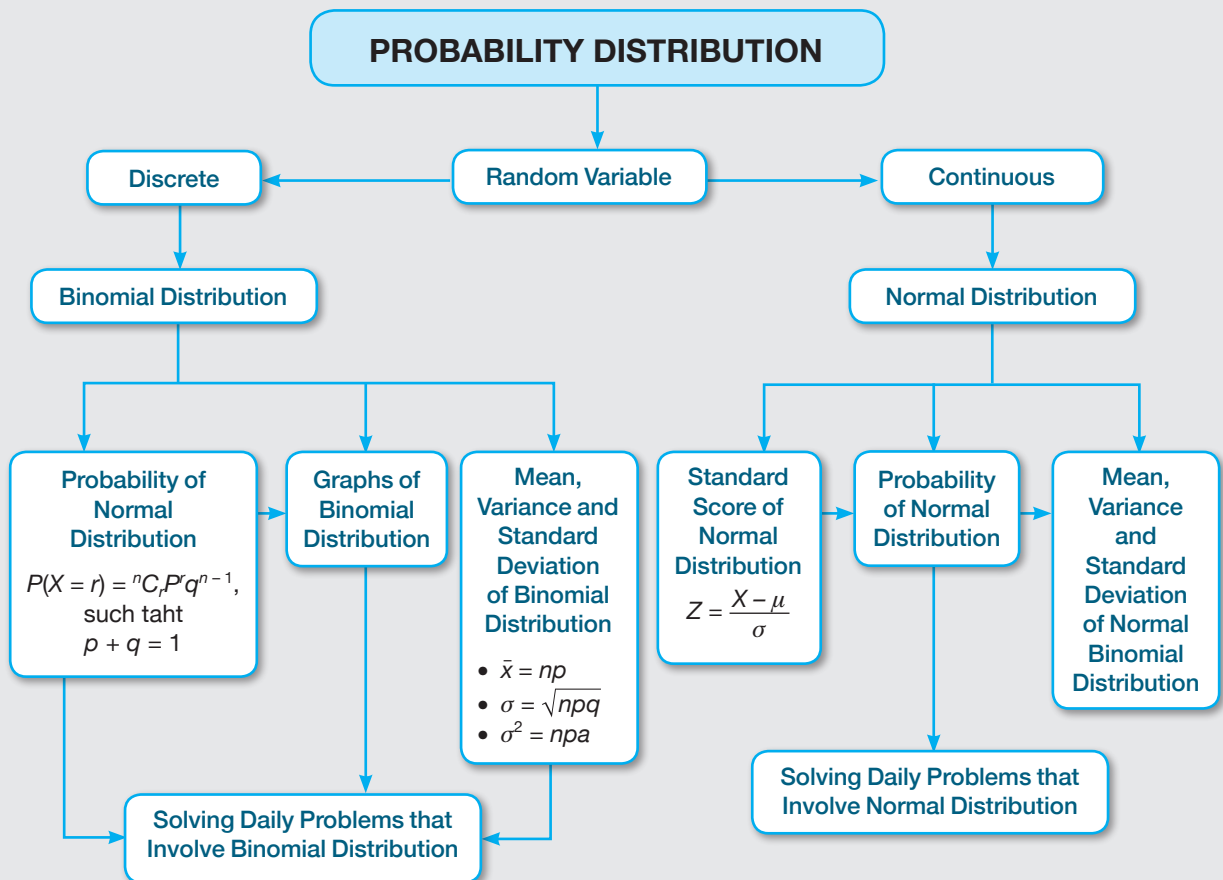 PROBABILITY DISTRIBUTION
Discrete
Random Variable
Continuous
Binomial Distribution
Normal Distribution
Probability of
Normal
Distribution
P(X = r) = ⁿCᵣPʳqⁿ⁻¹,
such taht
p + q = 1
Graphs of
Binomial
Distribution
Mean,
Variance and
Standard
Deviation
of Binomial
Distribution
• x̄ = np
• σ = √npq
• σ² = npa
Standard
Score of
Normal
Distribution
Z = (X – μ)/σ
Probability
of Normal
Distribution
Mean,
Variance
and
Standard
Deviation
of Normal
Binomial
Distribution
Solving Daily Problems that
Involve Binomial Distribution
Solving Daily Problems that
Involve Normal Distribution